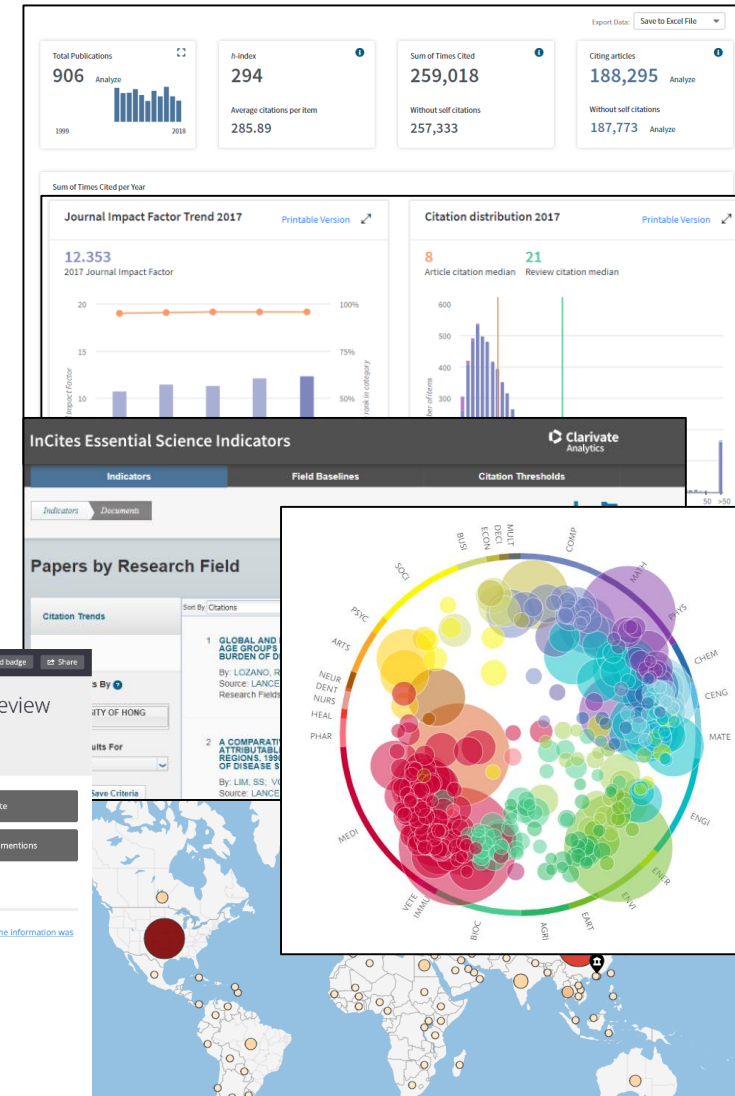 Export Data: Save to Excel File
Total Publications
906 Analyze
1999 2018
h-index
294
Average citations per item
285.89
Sum of Times Cited
259,018
Without self citations
257,333
Citing articles
188,295 Analyze
Without self citations
187,773 Analyze
Sum of Times Cited per Year
Journal Impact Factor Trend 2017 Printable Version
12.353
2017 Journal Impact Factor
20 100%
15 75%
10 50%
Impact Factor
rank in category
Citation distribution 2017 Printable Version
8 21
Article citation median Review citation median
600
500
400
300
ber of items
50 >50
InCites Essential Science Indicators
Clarivate
Analytics
Indicators Field Baselines Citation Thresholds
Indicators Documents
Papers by Research Field
Citation Trends
Sort By: Citations
1 GLOBAL AND
AGE GROUPS
BURDEN OF D
By: LOZANO, R
Source: LANCE
Research Fields
2 A COMPARATIV
ATTRIBUTABL
REGIONS, 199
OF DISEASE S
By: LIM, SS; VO
Source: LANCE
s By
SITY OF HONG
ults For
Save Criteria
d badge Share
eview
te
mentions
he information was
MULT
DECI
ECON
BUSI
SOCI
PSYC
ARTS
NEUR
DENT
NURS
HEAL
PHAR
MEDI
VETE
IMMU
BIOC
AGRI
EART
ENVI
ENER
ENGI
MATE
CENG
CHEM
PHYS
MATH
COMP